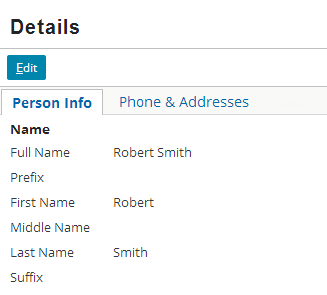 Details
Edit
Person Info Phone & Addresses
Name
Full Name Robert Smith
Prefix
First Name Robert
Middle Name
Last Name Smith
Suffix